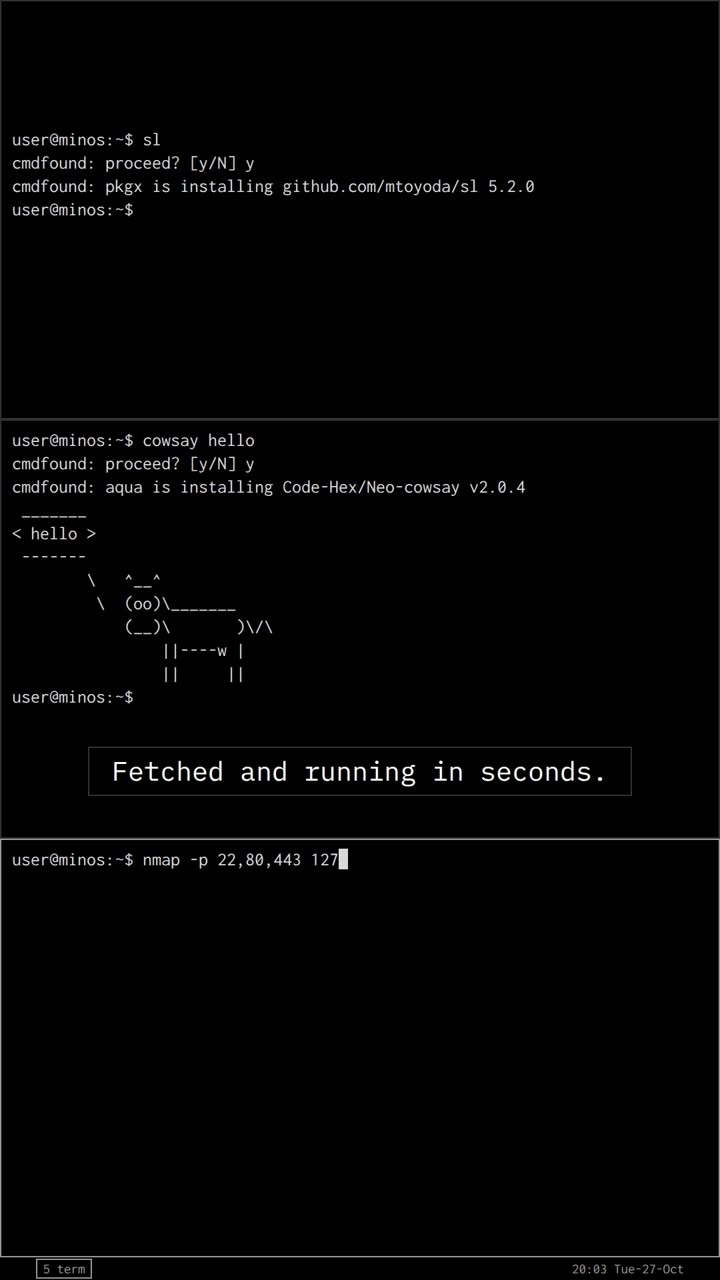 user@minos:~$ sl
cmdfound: proceed? [y/N] y
cmdfound: pkgx is installing github.com/mtoyoda/sl 5.2.0
user@minos:~$
user@minos:~$ cowsay hello
cmdfound: proceed? [y/N] y
cmdfound: aqua is installing Code-Hex/Neo-cowsay v2.0.4
 _______
< hello >
 -------
        \   ^__^
         \  (oo)\_______
            (__)\       )\/\
                ||----w |
                ||     ||
user@minos:~$
Fetched and running in seconds.
user@minos:~$ nmap -p 22,80,443 127
5 term
20:03 Tue-27-Oct